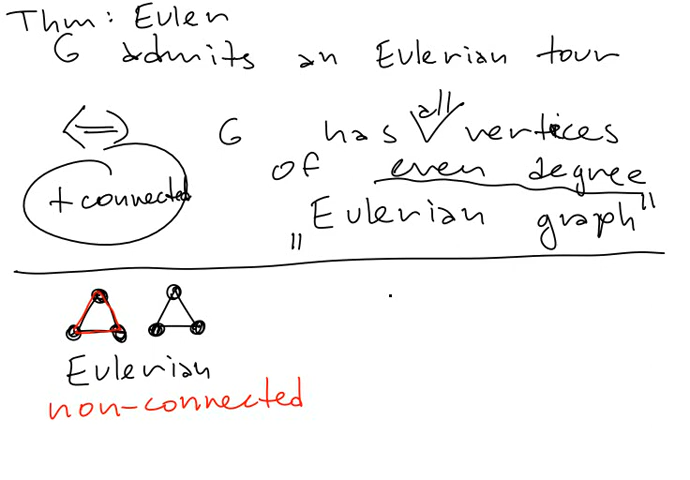 Thm: Euler
G admits an Eulerian tour
<=> G has all vertices
of even degree
+ connected
"Eulerian graph"
Eulerian
non-connected